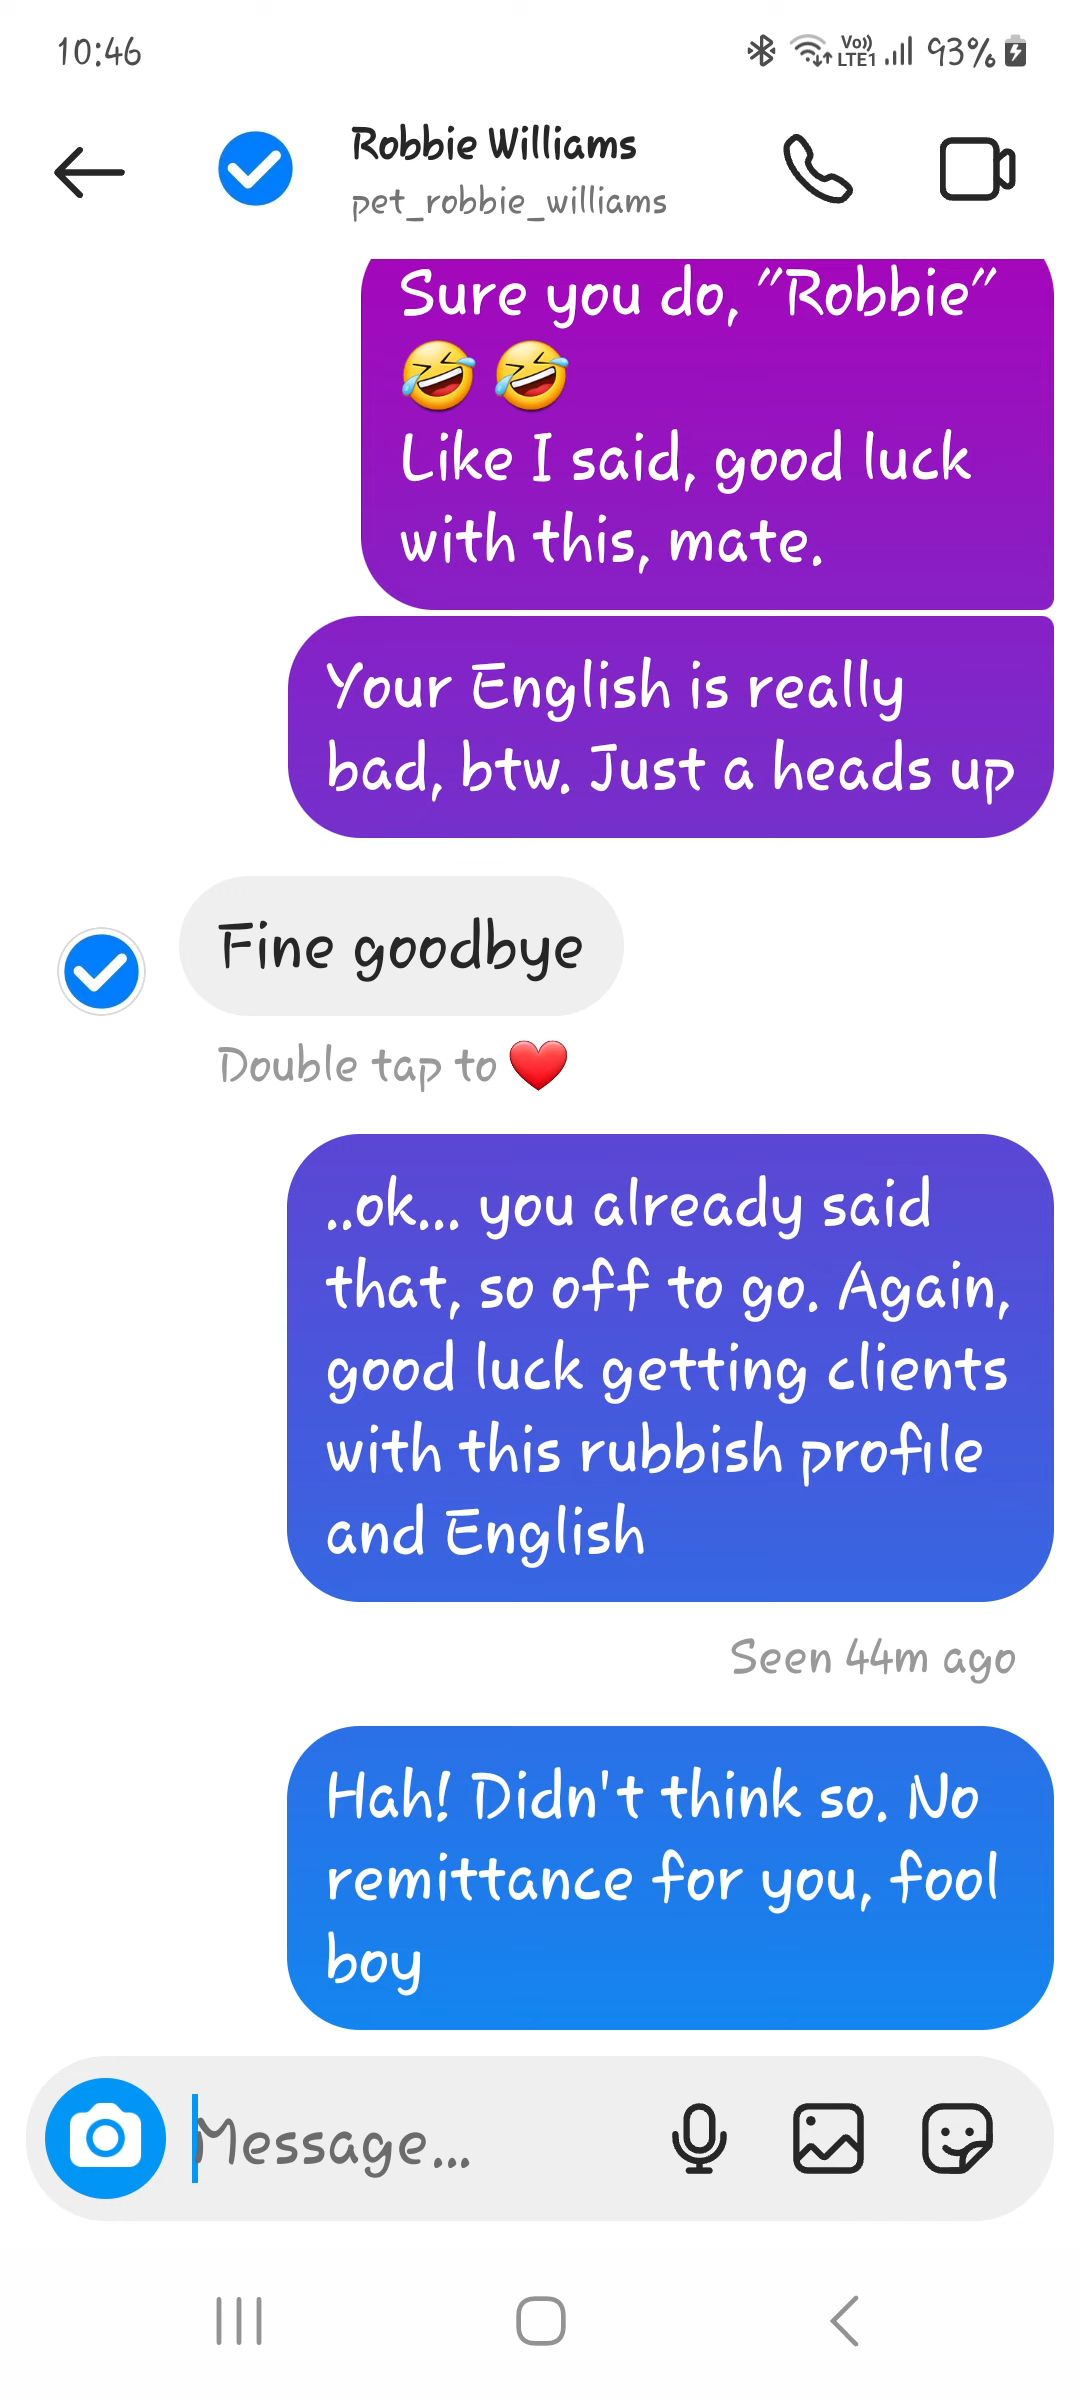 10:46
Vo))
LTE1
93%
Robbie Williams
pet_robbie_williams
Sure you do, "Robbie"
🤣 🤣
Like I said, good luck
with this, mate.
Your English is really
bad, btw. Just a heads up
Fine goodbye
Double tap to ❤️
..ok... you already said
that, so off to go. Again,
good luck getting clients
with this rubbish profile
and English
Seen 44m ago
Hah! Didn't think so. No
remittance for you, fool
boy
Message...